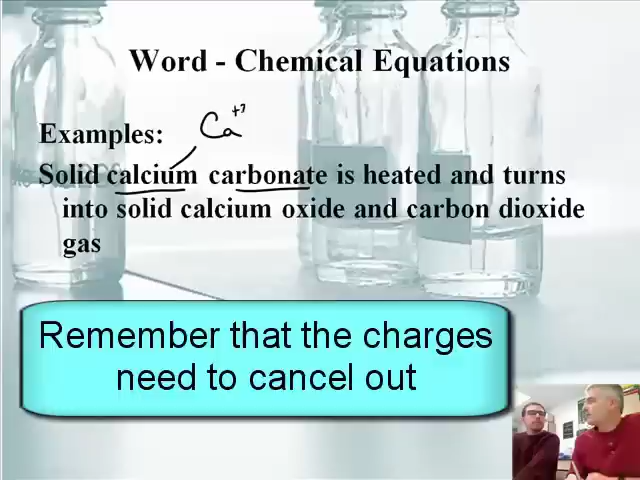 Word - Chemical Equations
Ca+2
Examples:
Solid calcium carbonate is heated and turns
into solid calcium oxide and carbon dioxide
gas
Remember that the charges
need to cancel out